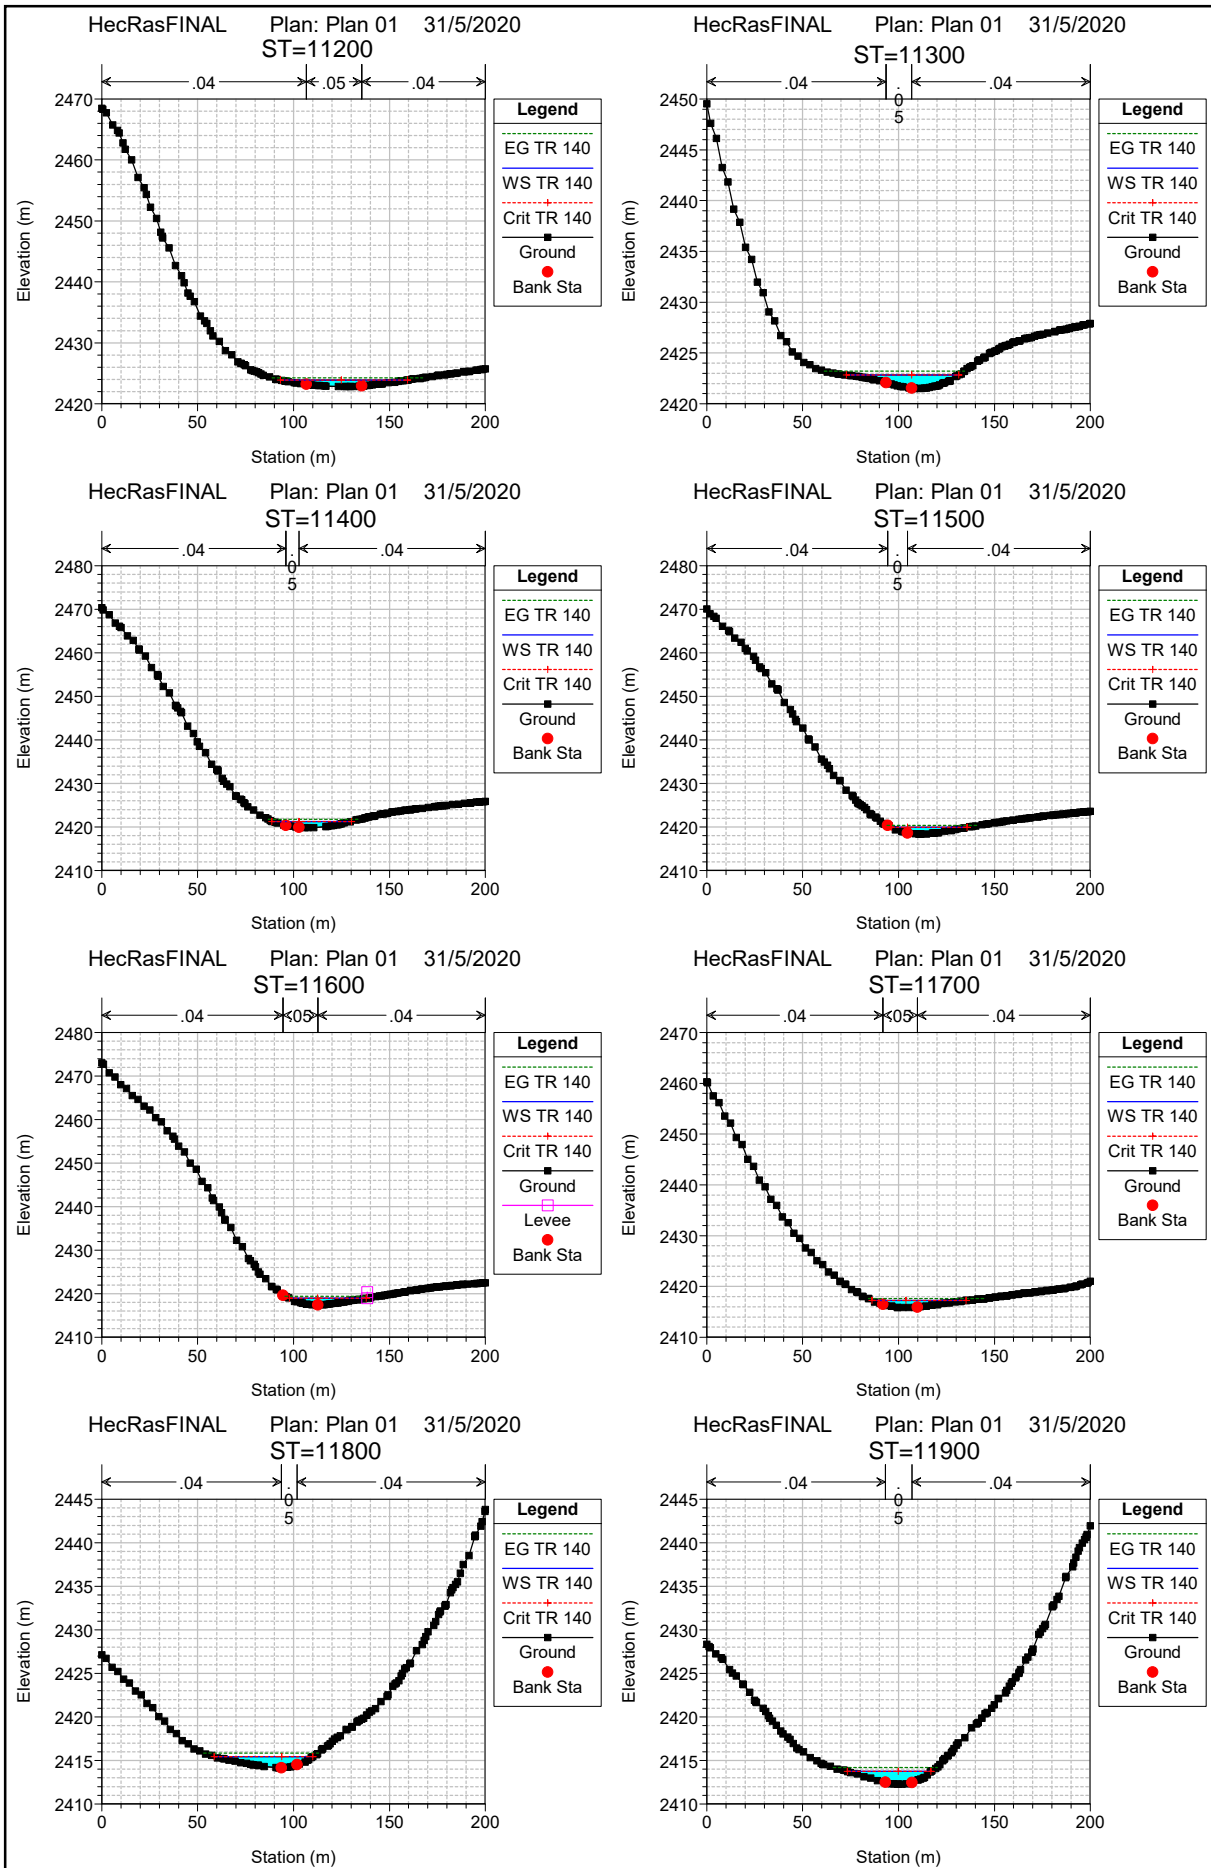 HecRasFINAL Plan: Plan 01 31/5/2020
ST=11200
.04 .05 .04
2470
2460
2450
2440
2430
2420
Elevation (m)
0 50 100 150 200
Station (m)
Legend
EG TR 140
WS TR 140
Crit TR 140
Ground
Bank Sta
HecRasFINAL Plan: Plan 01 31/5/2020
ST=11300
.04 .05 .04
2450
2445
2440
2435
2430
2425
2420
Elevation (m)
0 50 100 150 200
Station (m)
Legend
EG TR 140
WS TR 140
Crit TR 140
Ground
Bank Sta
HecRasFINAL Plan: Plan 01 31/5/2020
ST=11400
.04 .05 .04
2480
2470
2460
2450
2440
2430
2420
2410
Elevation (m)
0 50 100 150 200
Station (m)
Legend
EG TR 140
WS TR 140
Crit TR 140
Ground
Bank Sta
HecRasFINAL Plan: Plan 01 31/5/2020
ST=11500
.04 .05 .04
2480
2470
2460
2450
2440
2430
2420
2410
Elevation (m)
0 50 100 150 200
Station (m)
Legend
EG TR 140
WS TR 140
Crit TR 140
Ground
Bank Sta
HecRasFINAL Plan: Plan 01 31/5/2020
ST=11600
.04 .05 .04
2480
2470
2460
2450
2440
2430
2420
2410
Elevation (m)
0 50 100 150 200
Station (m)
Legend
EG TR 140
WS TR 140
Crit TR 140
Ground
Levee
Bank Sta
HecRasFINAL Plan: Plan 01 31/5/2020
ST=11700
.04 .05 .04
2470
2460
2450
2440
2430
2420
2410
Elevation (m)
0 50 100 150 200
Station (m)
Legend
EG TR 140
WS TR 140
Crit TR 140
Ground
Bank Sta
HecRasFINAL Plan: Plan 01 31/5/2020
ST=11800
.04 .05 .04
2445
2440
2435
2430
2425
2420
2415
2410
Elevation (m)
0 50 100 150 200
Station (m)
Legend
EG TR 140
WS TR 140
Crit TR 140
Ground
Bank Sta
HecRasFINAL Plan: Plan 01 31/5/2020
ST=11900
.04 .05 .04
2445
2440
2435
2430
2425
2420
2415
2410
Elevation (m)
0 50 100 150 200
Station (m)
Legend
EG TR 140
WS TR 140
Crit TR 140
Ground
Bank Sta